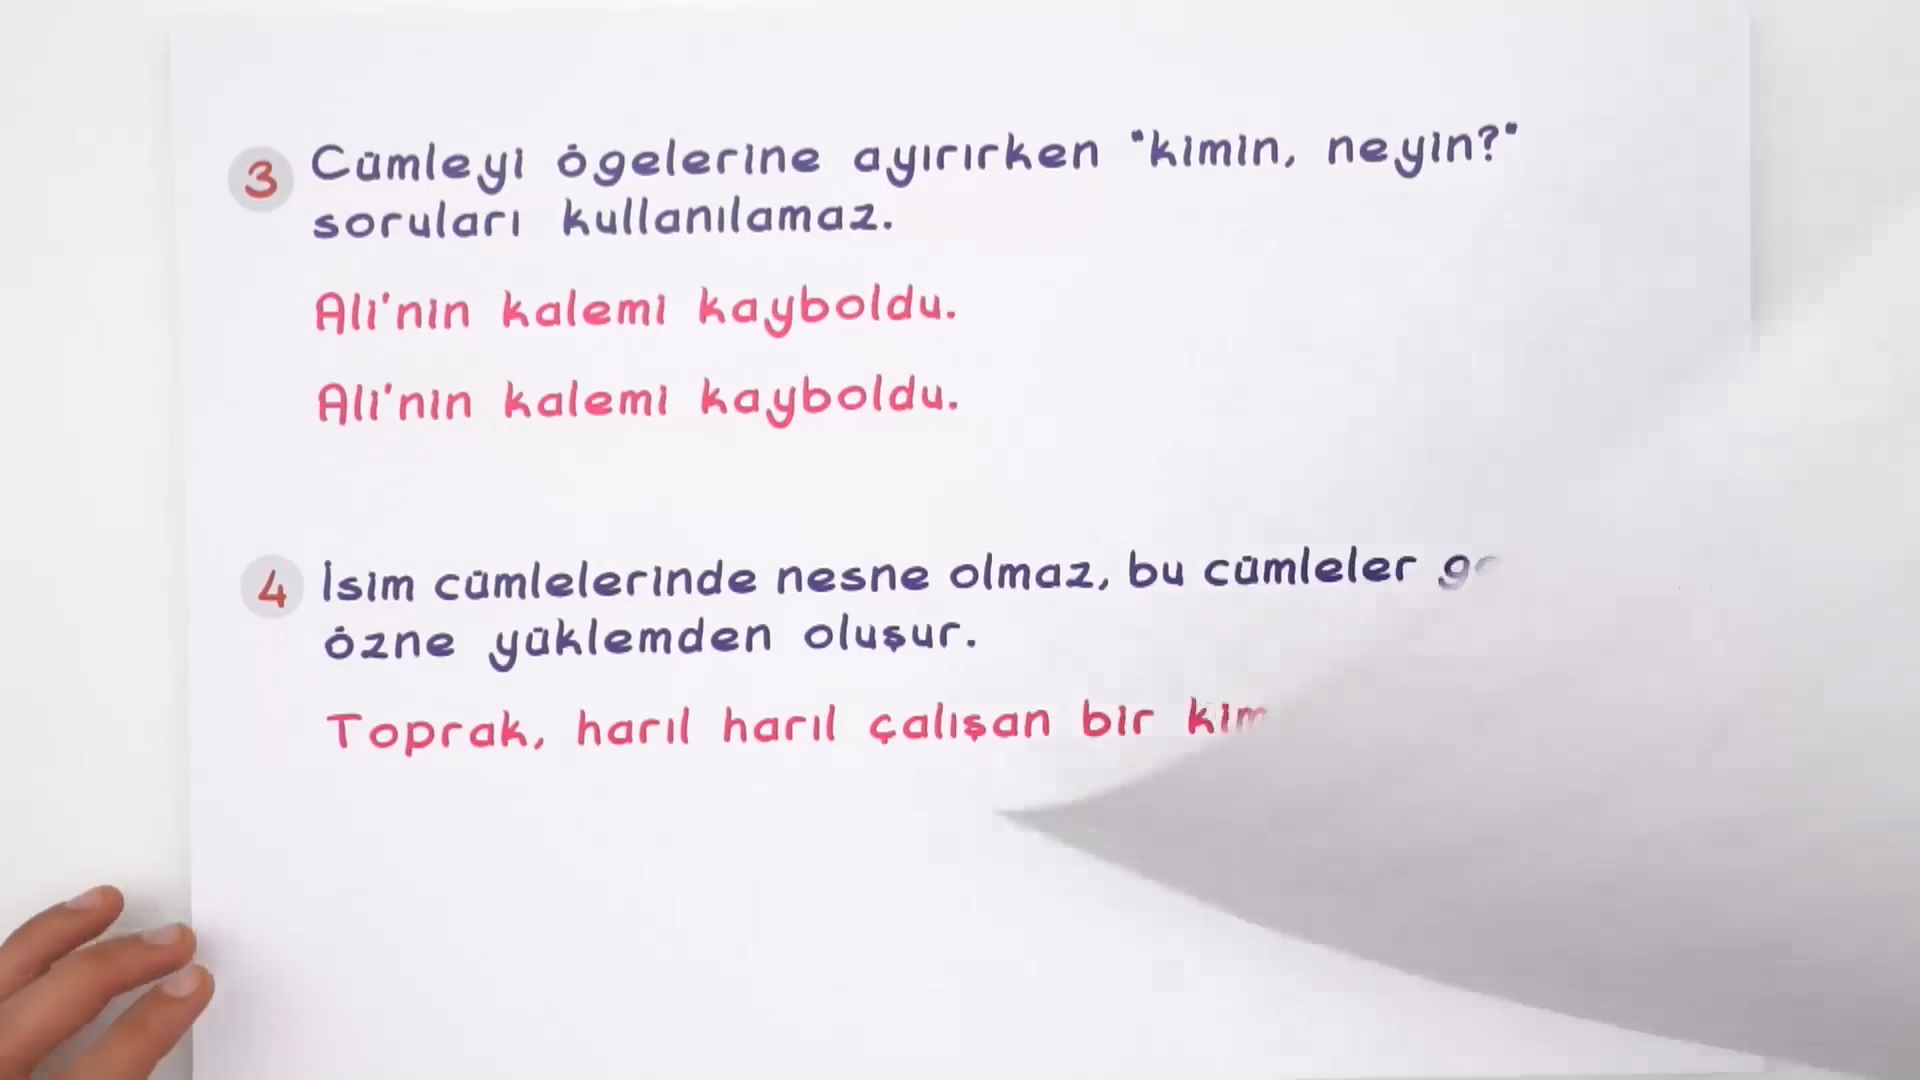 3 Cümleyi ögelerine ayırırken "kimin, neyin?"
soruları kullanılamaz.
Ali'nin kalemi kayboldu.
Ali'nin kalemi kayboldu.
4 İsim cümlelerinde nesne olmaz, bu cümleler
özne yüklemden oluşur.
Toprak, harıl harıl çalışan bir